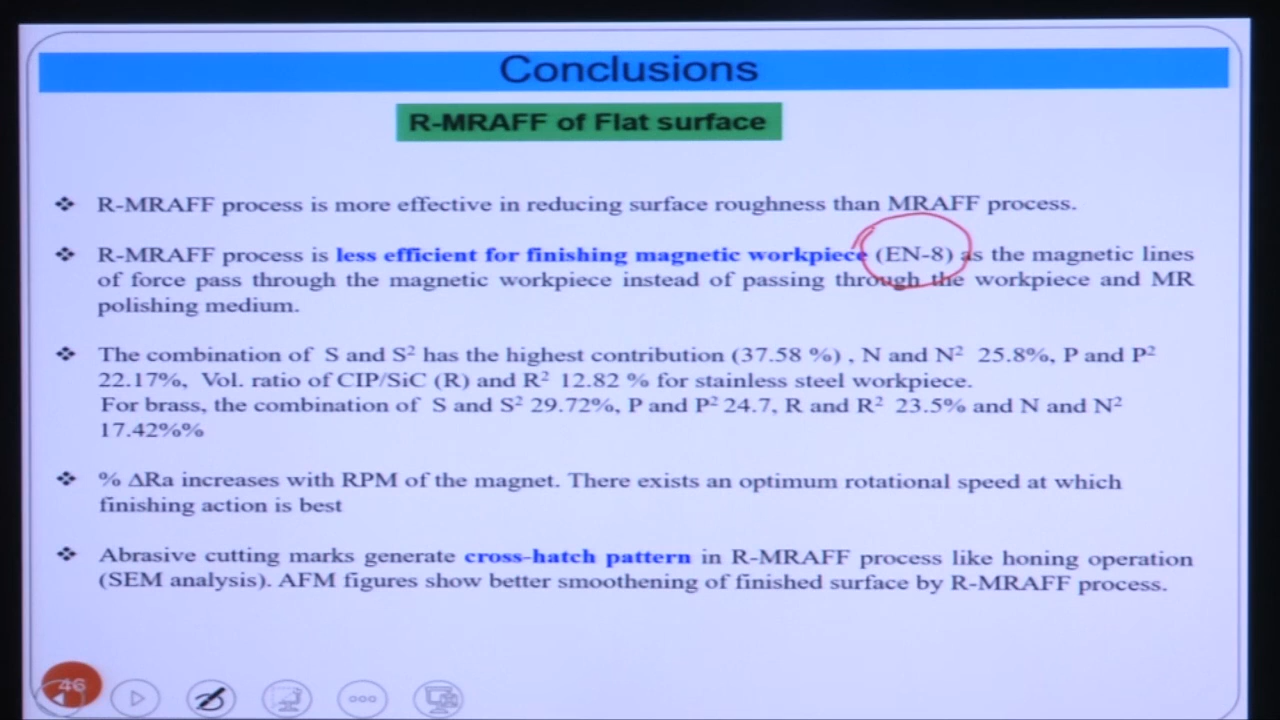 Conclusions
R-MRAFF of Flat surface
❖ R-MRAFF process is more effective in reducing surface roughness than MRAFF process.
❖ R-MRAFF process is less efficient for finishing magnetic workpiece (EN-8) as the magnetic lines
of force pass through the magnetic workpiece instead of passing through the workpiece and MR
polishing medium.
❖ The combination of S and S² has the highest contribution (37.58 %) , N and N² 25.8%, P and P²
22.17%, Vol. ratio of CIP/SiC (R) and R² 12.82 % for stainless steel workpiece.
For brass, the combination of S and S² 29.72%, P and P² 24.7, R and R² 23.5% and N and N²
17.42%%
❖ % ΔRa increases with RPM of the magnet. There exists an optimum rotational speed at which
finishing action is best
❖ Abrasive cutting marks generate cross-hatch pattern in R-MRAFF process like honing operation
(SEM analysis). AFM figures show better smoothening of finished surface by R-MRAFF process.
46